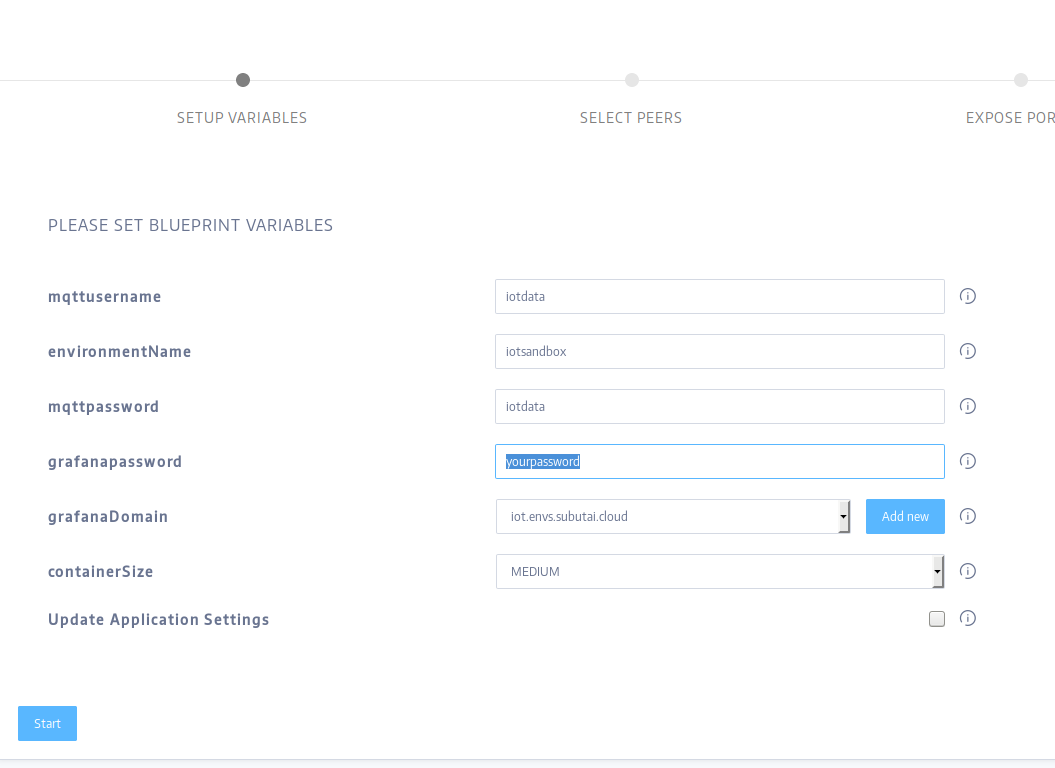 SETUP VARIABLES
SELECT PEERS
EXPOSE POR
PLEASE SET BLUEPRINT VARIABLES
mqttusername
iotdata
environmentName
iotsandbox
mqttpassword
iotdata
grafanapassword
yourpassword
grafanaDomain
iot.envs.subutai.cloud
Add new
containerSize
MEDIUM
Update Application Settings
Start